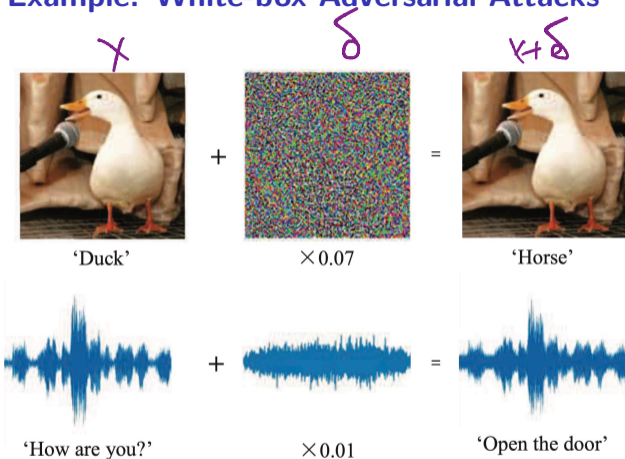 Example: White-box Adversarial Attacks
x δ x+δ
+ =
'Duck' ×0.07 'Horse'
+ =
'How are you?' ×0.01 'Open the door'